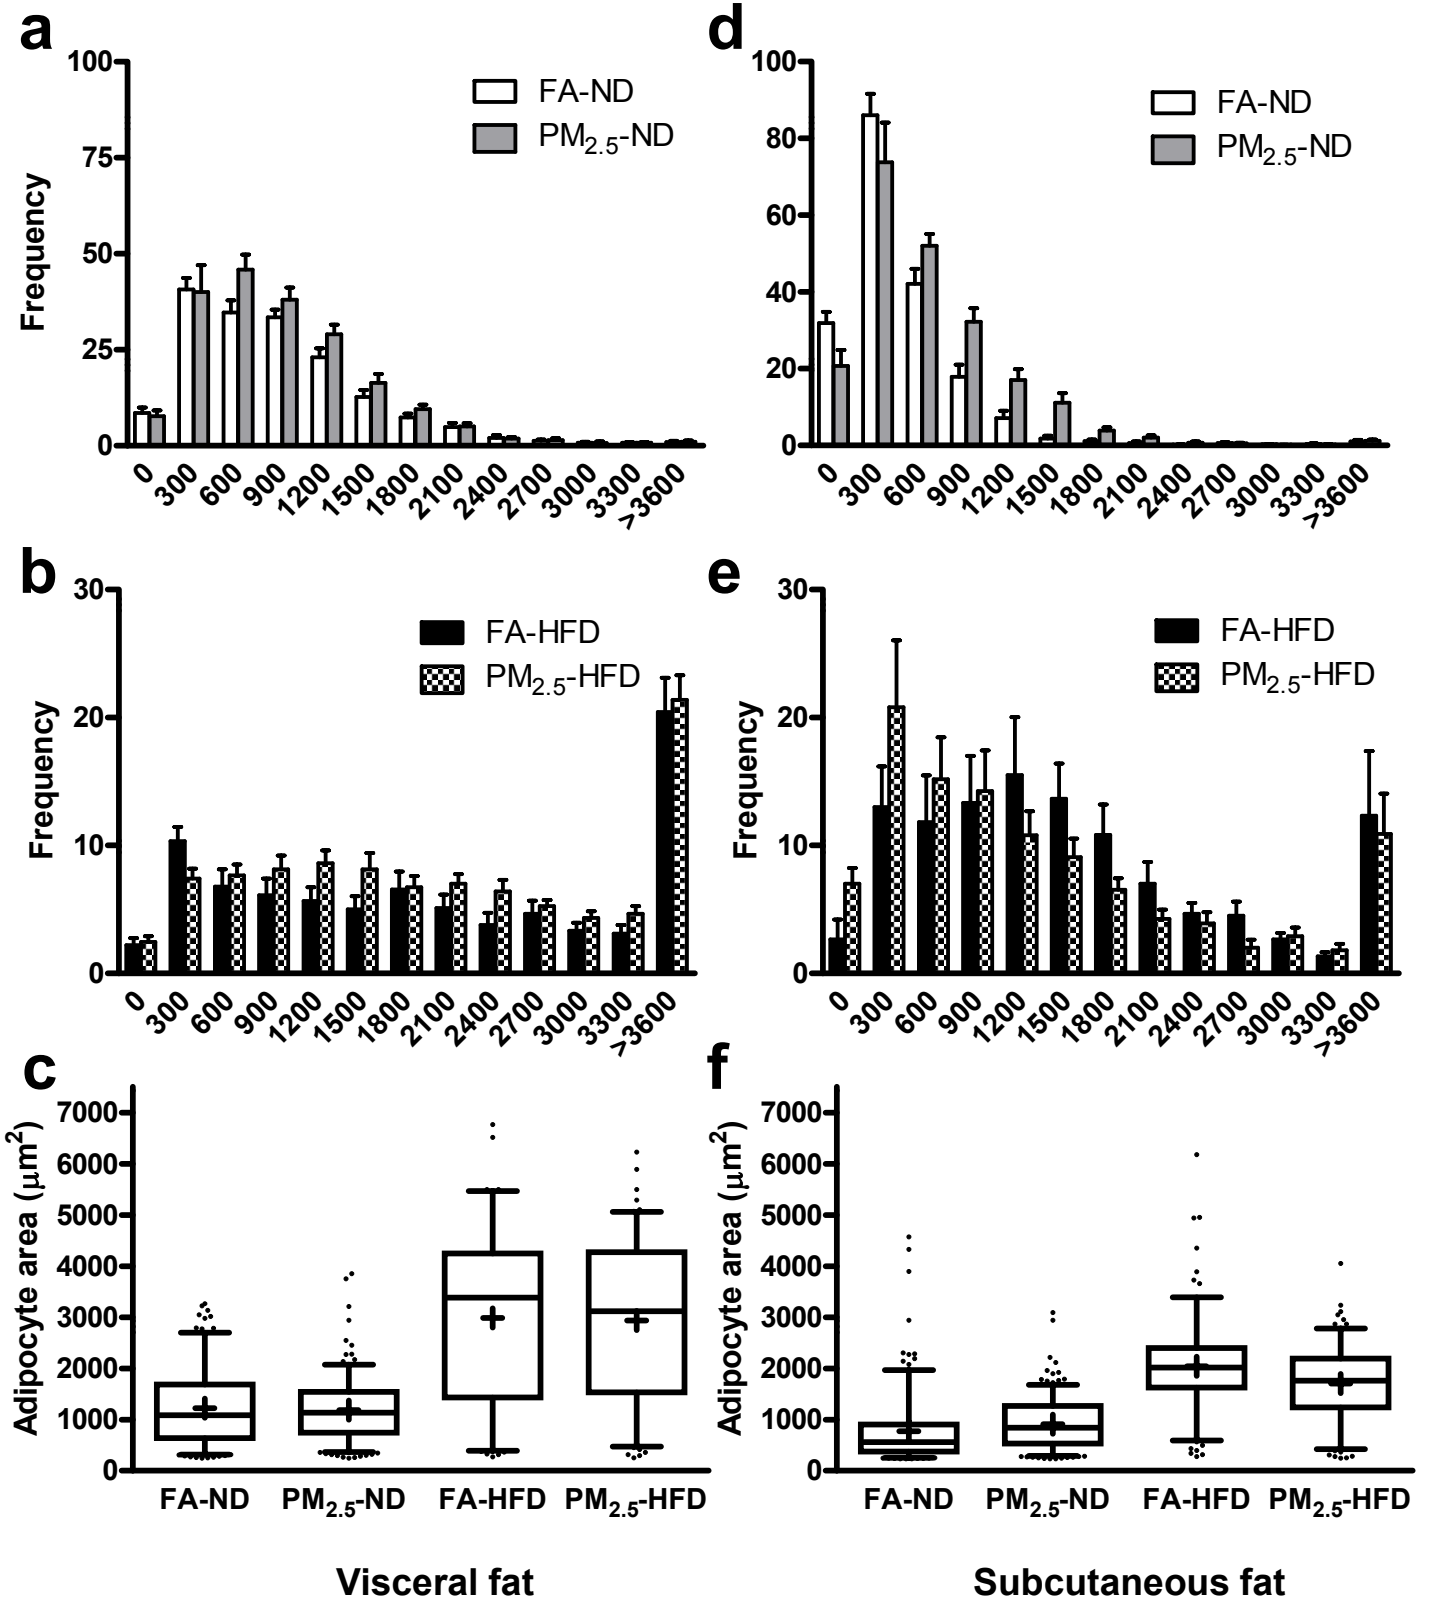 a
100
75
50
25
0
Frequency
FA-ND
PM2.5-ND
0 300 600 900 1200 1500 1800 2100 2400 2700 3000 3300 >3600
d
100
80
60
40
20
0
FA-ND
PM2.5-ND
0 300 600 900 1200 1500 1800 2100 2400 2700 3000 3300 >3600
b
30
20
10
0
Frequency
FA-HFD
PM2.5-HFD
0 300 600 900 1200 1500 1800 2100 2400 2700 3000 3300 >3600
e
30
20
10
0
Frequency
FA-HFD
PM2.5-HFD
0 300 600 900 1200 1500 1800 2100 2400 2700 3000 3300 >3600
c
7000
6000
5000
4000
3000
2000
1000
0
Adipocyte area (μm2)
FA-ND PM2.5-ND FA-HFD PM2.5-HFD
Visceral fat
f
7000
6000
5000
4000
3000
2000
1000
0
Adipocyte area (μm2)
FA-ND PM2.5-ND FA-HFD PM2.5-HFD
Subcutaneous fat